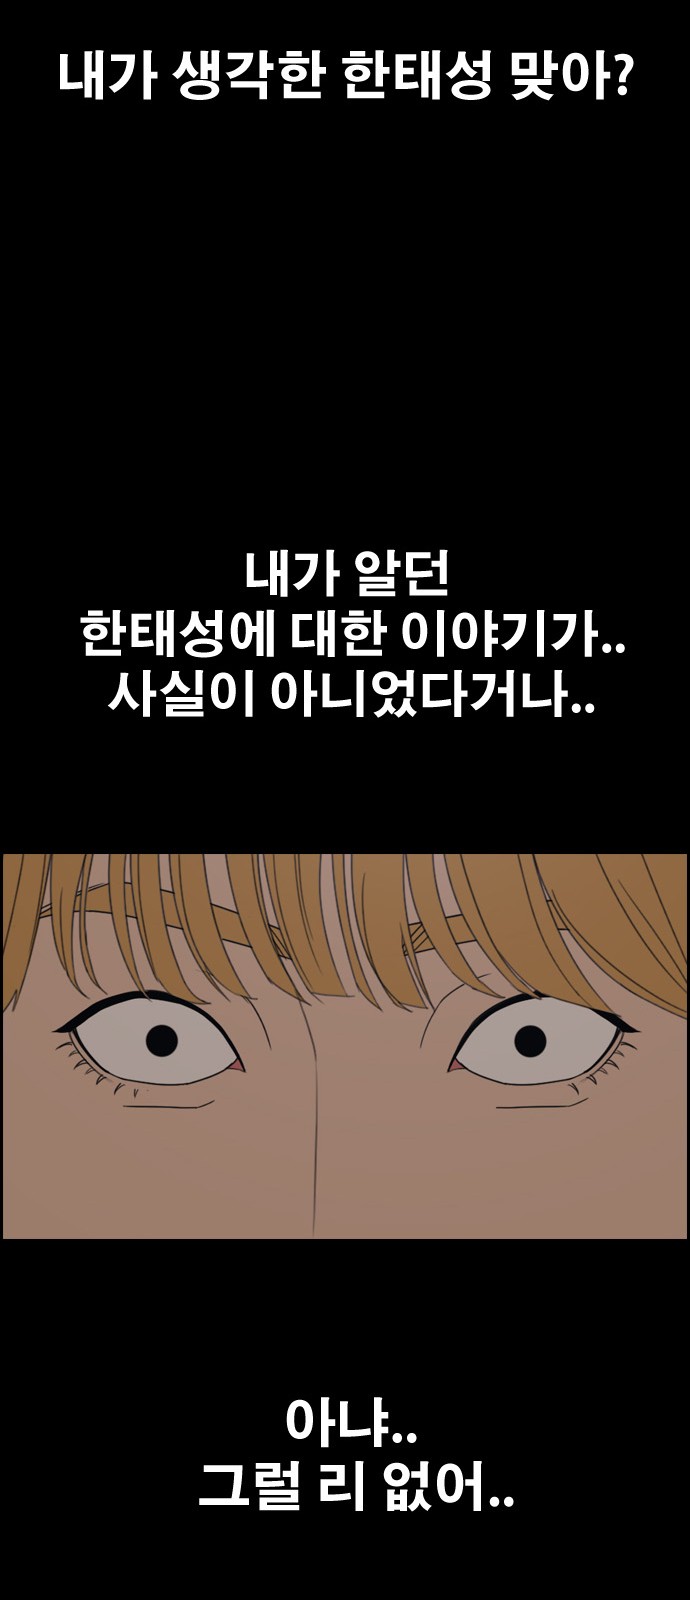 내가 생각한 한태성 맞아?
내가 알던
한태성에 대한 이야기가..
사실이 아니었다거나..
아냐..
그럴 리 없어..